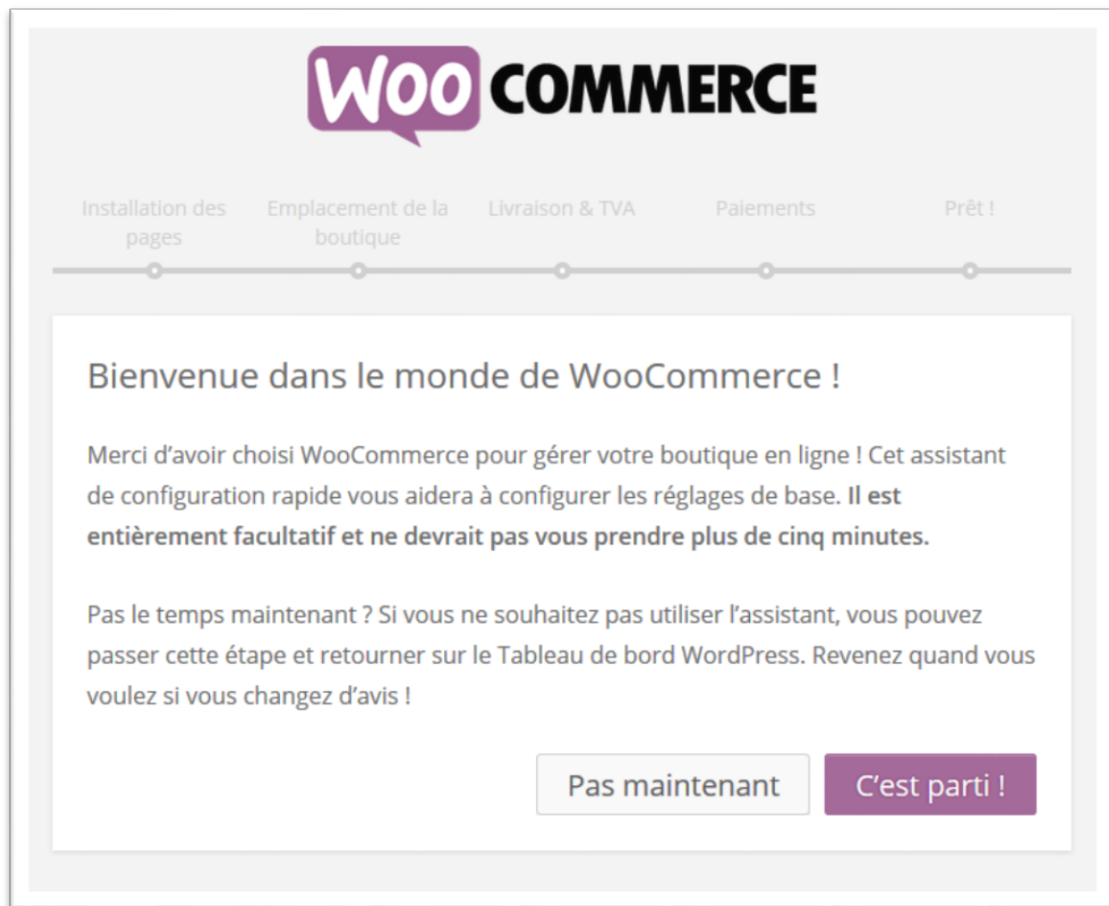 WOO COMMERCE
Installation des
pages
Emplacement de la
boutique
Livraison & TVA
Paiements
Prêt !
Bienvenue dans le monde de WooCommerce !
Merci d’avoir choisi WooCommerce pour gérer votre boutique en ligne ! Cet assistant
de configuration rapide vous aidera à configurer les réglages de base. Il est
entièrement facultatif et ne devrait pas vous prendre plus de cinq minutes.
Pas le temps maintenant ? Si vous ne souhaitez pas utiliser l’assistant, vous pouvez
passer cette étape et retourner sur le Tableau de bord WordPress. Revenez quand vous
voulez si vous changez d’avis !
Pas maintenant
C’est parti !